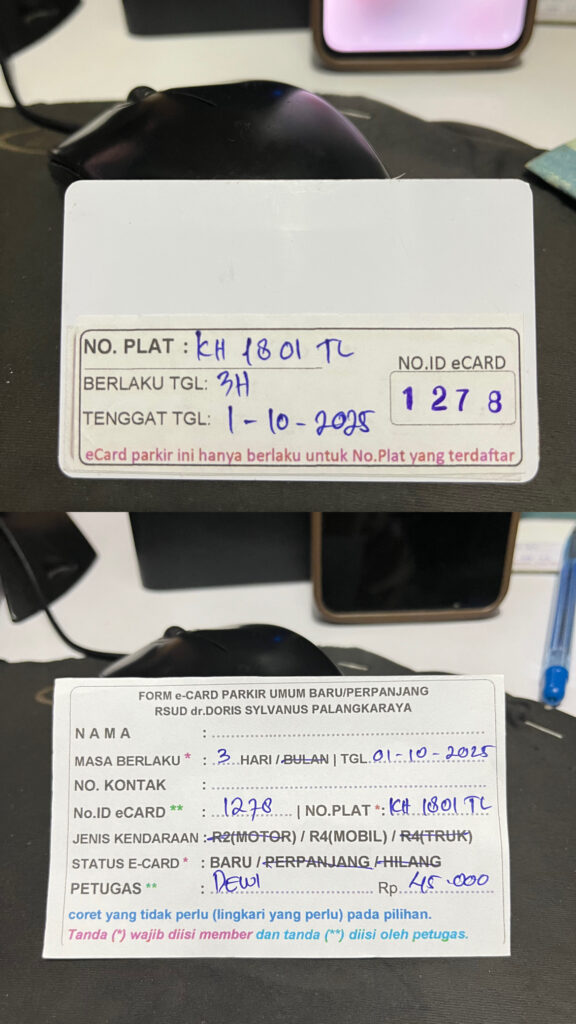 NO. PLAT : KH 1801 TL
BERLAKU TGL: 3H
TENGGAT TGL: 1-10-2025
NO.ID eCARD
1278
eCard parkir ini hanya berlaku untuk No.Plat yang terdaftar
FORM e-CARD PARKIR UMUM BARU/PERPANJANG
RSUD dr.DORIS SYLVANUS PALANGKARAYA
NAMA :
MASA BERLAKU * : 3 HARI / BULAN | TGL. 01-10-2025
NO. KONTAK :
No.ID eCARD ** : 1278 | NO.PLAT *: KH 1801 TL
JENIS KENDARAAN : R2(MOTOR) / R4(MOBIL) / R4(TRUK)
STATUS E-CARD * : BARU / PERPANJANG / HILANG
PETUGAS ** : DEWI Rp. 45.000
coret yang tidak perlu (lingkari yang perlu) pada pilihan.
Tanda (*) wajib diisi member dan tanda (**) diisi oleh petugas.